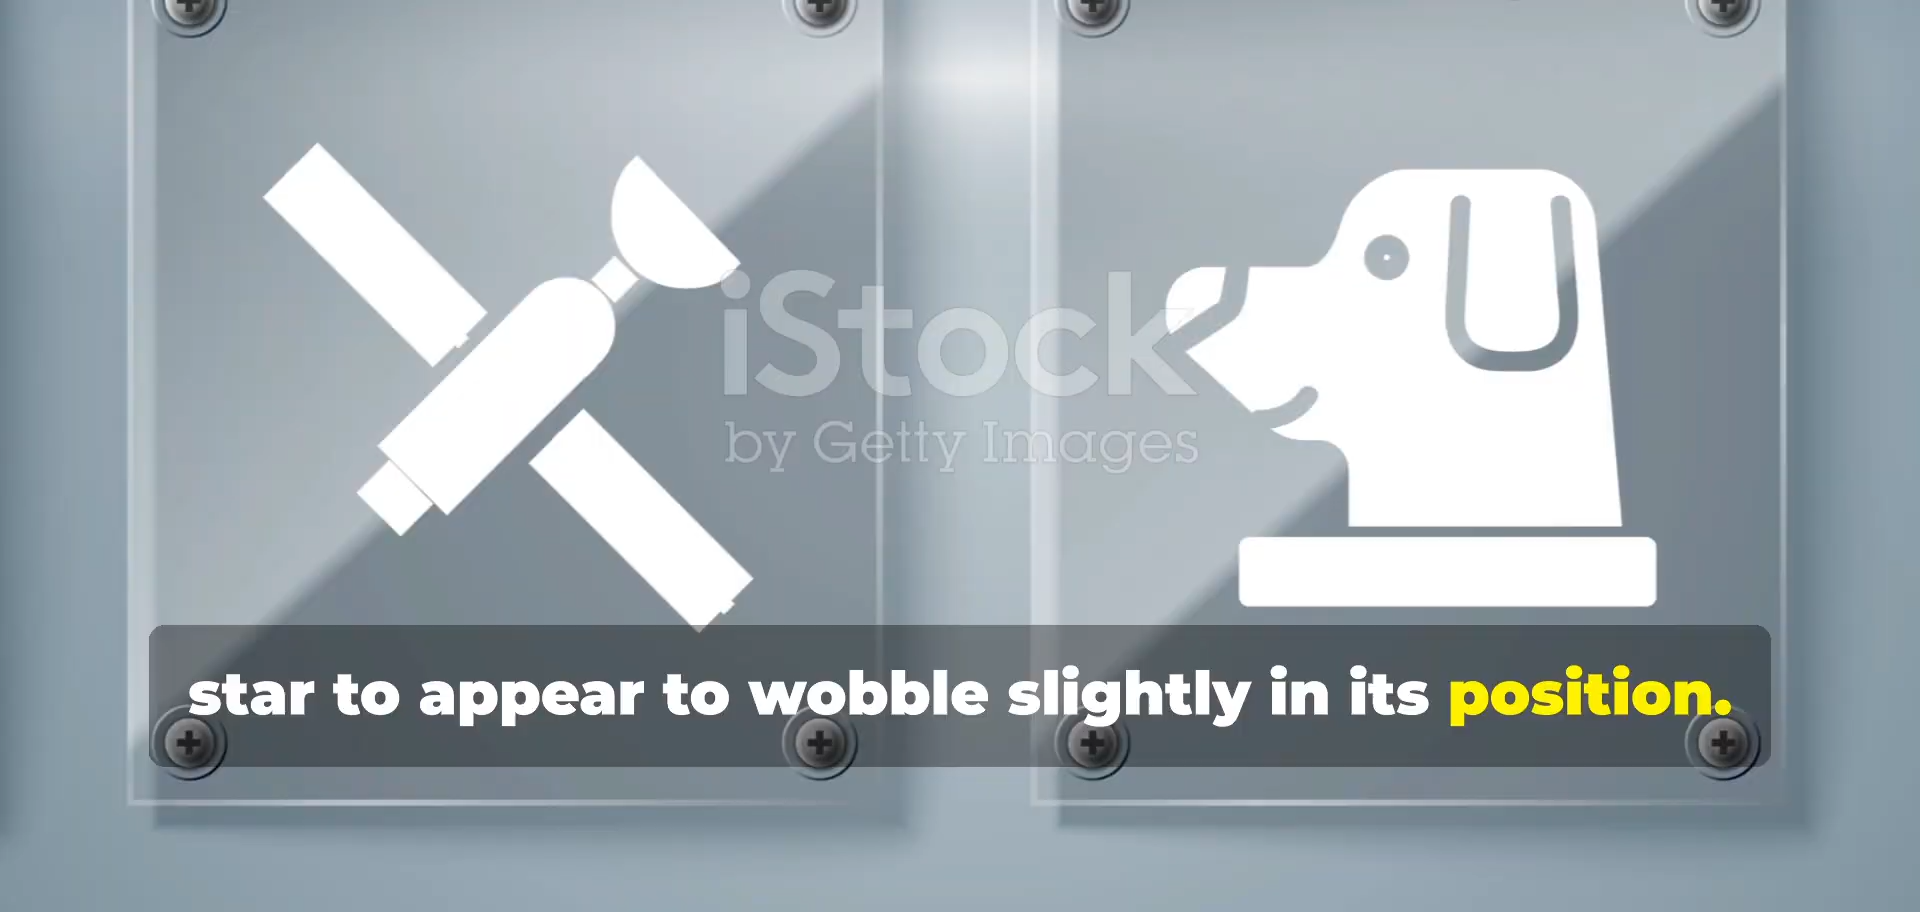 iStock
by Getty Images
star to appear to wobble slightly in its position.